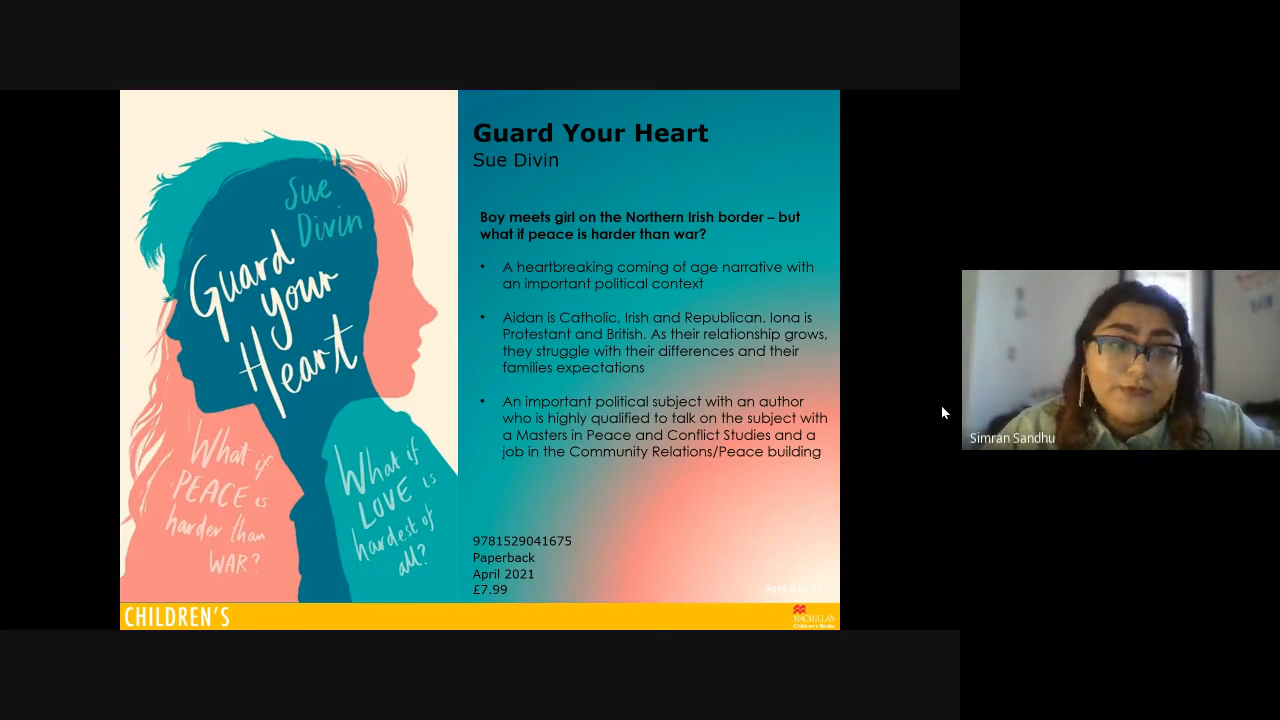 Sue
Divin
Guard
your
Heart
What if
PEACE is
harder than
WAR?
What if
LOVE is
hardest of
all?
Guard Your Heart
Sue Divin
Boy meets girl on the Northern Irish border – but
what if peace is harder than war?
• A heartbreaking coming of age narrative with
an important political context
• Aidan is Catholic, Irish and Republican. Iona is
Protestant and British. As their relationship grows,
they struggle with their differences and their
families expectations
• An important political subject with an author
who is highly qualified to talk on the subject with
a Masters in Peace and Conflict Studies and a
job in the Community Relations/Peace building
9781529041675
Paperback
April 2021
£7.99
Ages
CHILDREN'S
MACMILLAN
Children's Books
Simran Sandhu